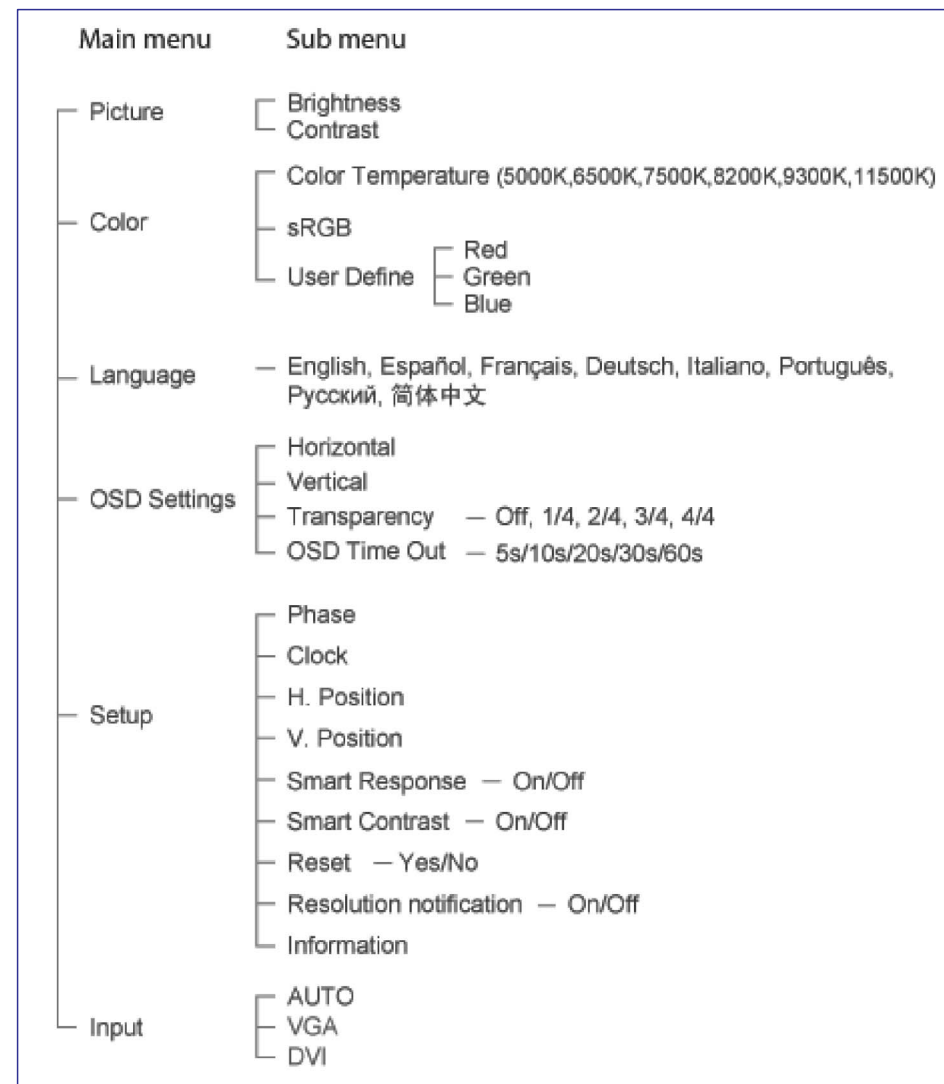 Main menu Sub menu
Picture Brightness
Contrast
Color Temperature (5000K,6500K,7500K,8200K,9300K,11500K)
Color sRGB
Red
User Define Green
Blue
Language English, Español, Français, Deutsch, Italiano, Português,
Русский, 简体中文
Horizontal
Vertical
OSD Settings
Transparency — Off, 1/4, 2/4, 3/4, 4/4
OSD Time Out — 5s/10s/20s/30s/60s
Phase
Clock
H. Position
Setup
V. Position
Smart Response — On/Off
Smart Contrast — On/Off
Reset — Yes/No
Resolution notification — On/Off
Information
AUTO
Input VGA
DVI